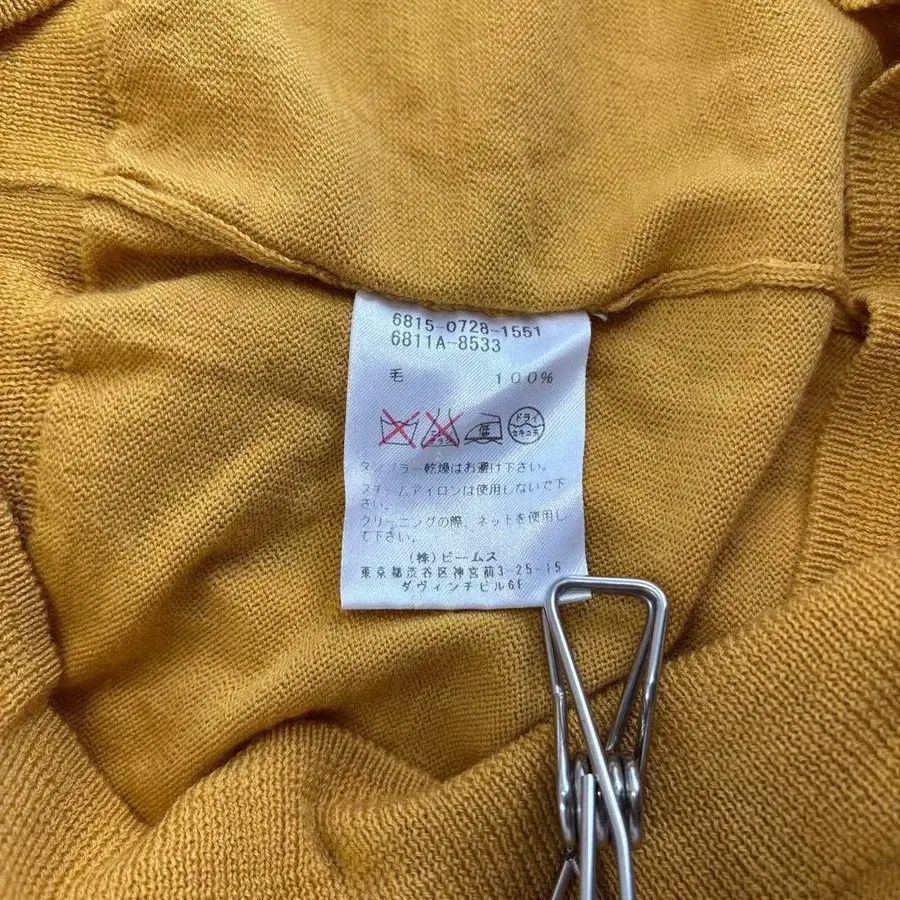 6815-0728-1551
6811A-8533
毛 100%
低 ドライ セキユ系
タンブラー乾燥はお避け下さい。
スチームアイロンは使用しないで下
さい。
クリーニングの際、ネットを使用し
て下さい。
(株)ビームス
東京都渋谷区神宮前3-25-15
ダヴィンチビル6F